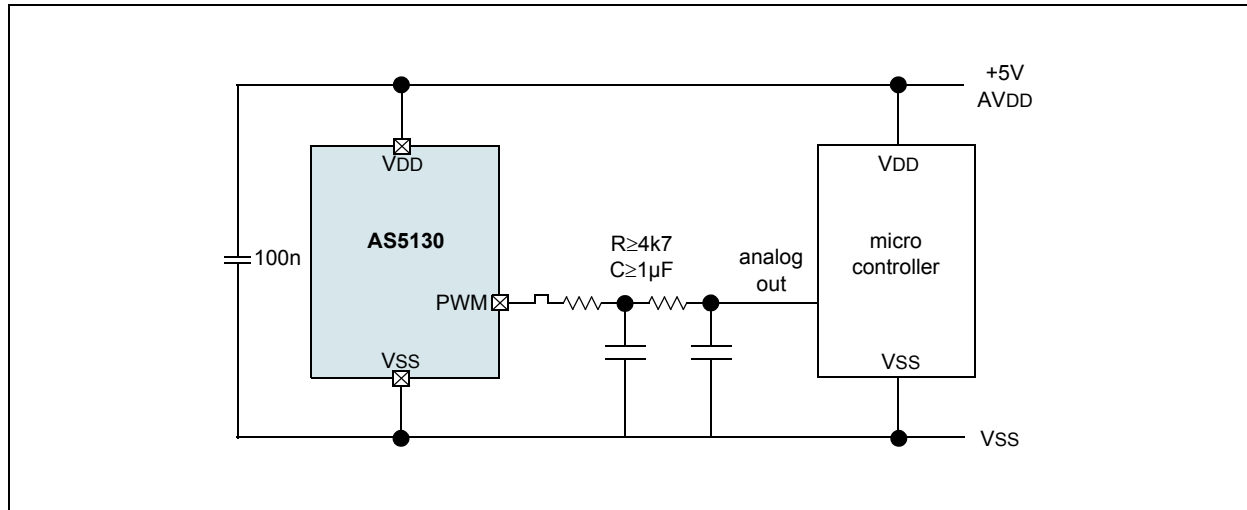 +5V
AVDD
VDD
VDD
AS5130
100n
R≥4k7
C≥1µF
analog
out
micro
controller
PWM
VSS
VSS
VSS